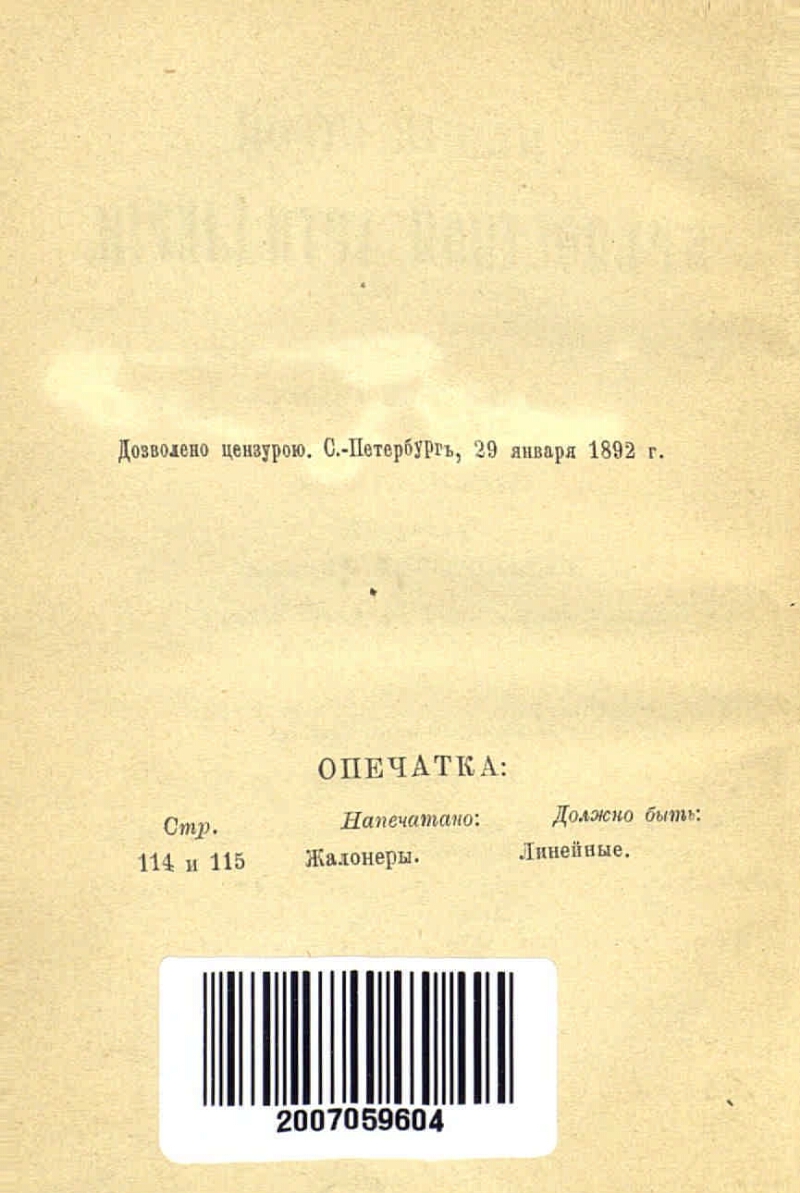 Дозволено цензурою. С.-Петербургъ, 29 января 1892 г.
ОПЕЧАТКА:
Стр. Напечатано: Должно быть:
114 и 115 Жалонеры. Линейные.
2007059604